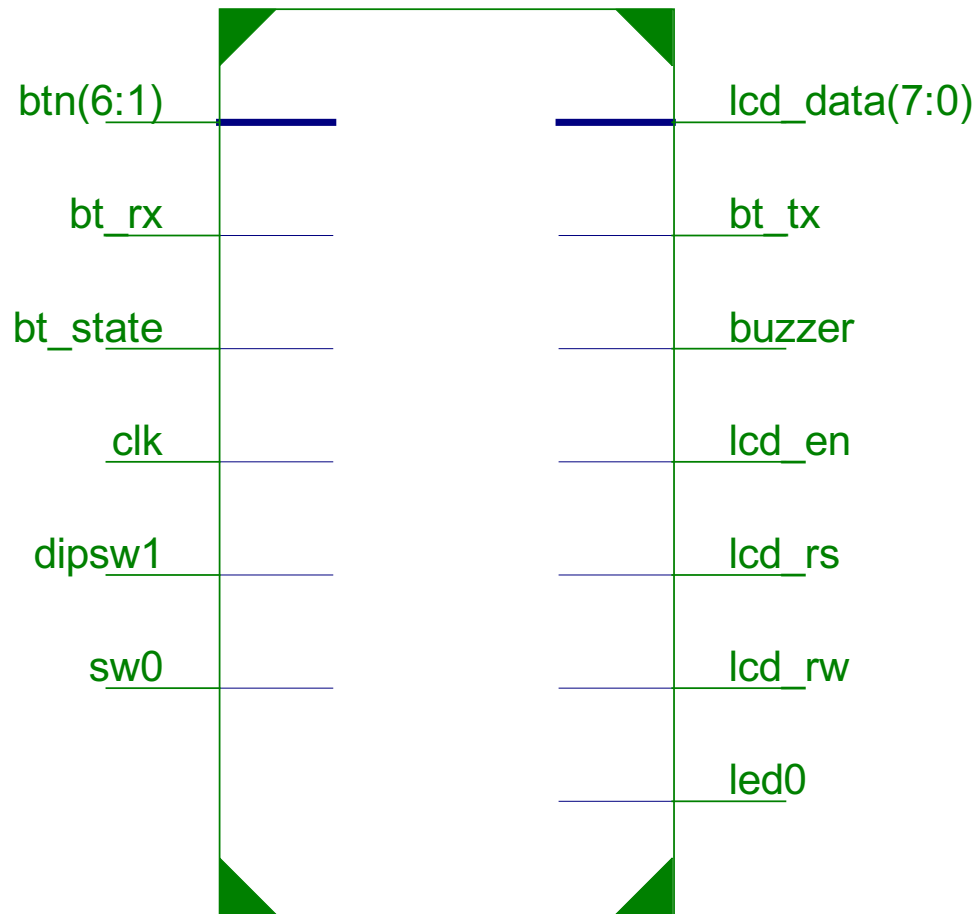 btn(6:1)
lcd_data(7:0)
bt_rx
bt_tx
bt_state
buzzer
clk
lcd_en
dipsw1
lcd_rs
sw0
lcd_rw
led0